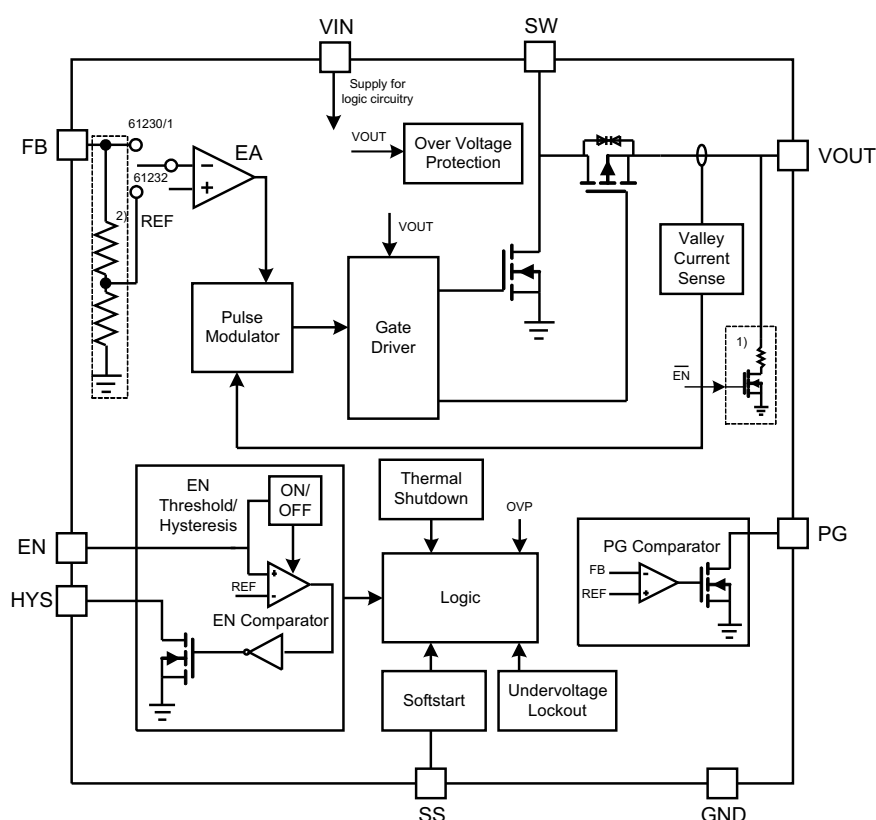 VIN
SW
Supply for
logic circuitry
61230/1
FB
EA
VOUT
Over Voltage
Protection
VOUT
−
+
61232
2)
REF
VOUT
Valley
Current
Sense
Pulse
Modulator
Gate
Driver
1)
EN
EN
Threshold/
Hysteresis
ON/
OFF
Thermal
Shutdown
OVP
EN
PG Comparator
PG
+
-
REF
FB
REF
-
+
HYS
Logic
EN Comparator
Softstart
Undervoltage
Lockout
SS
GND